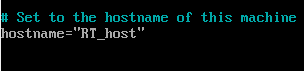 # Set to the hostname of this machine
hostname="RT_host"